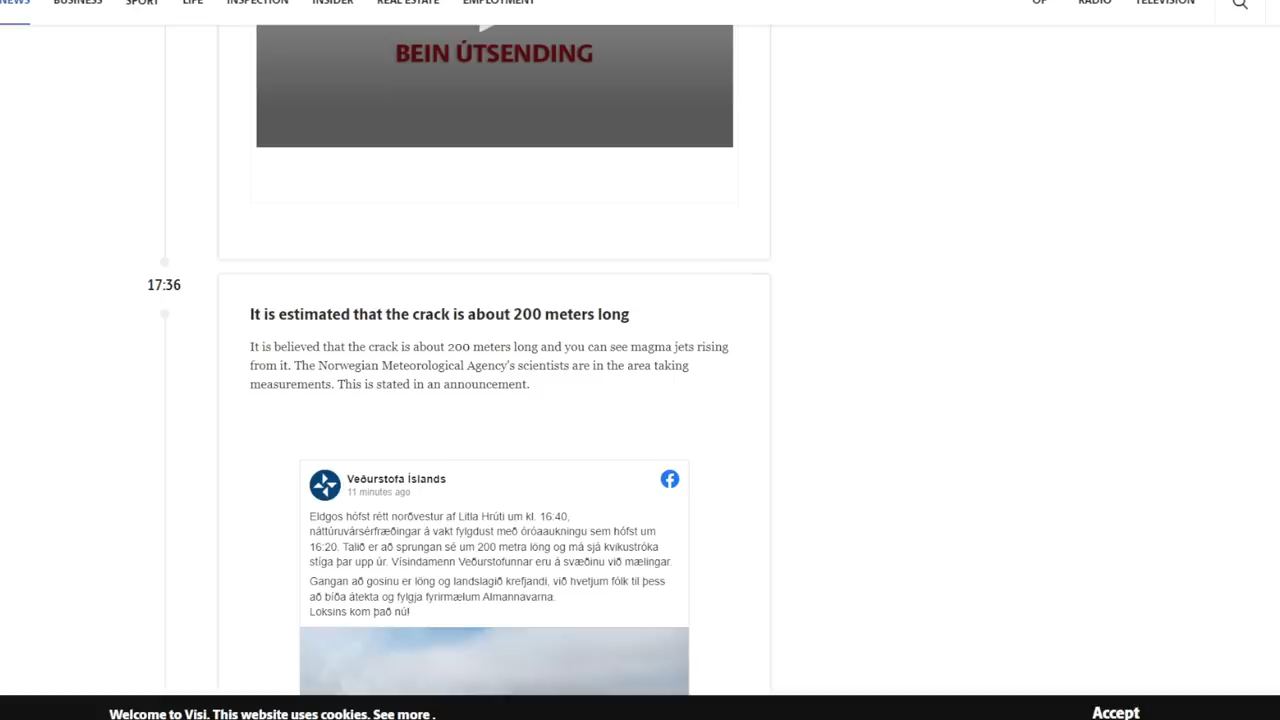 NEWS BUSINESS SPORT LIFE INSPECTION INSIDER REAL ESTATE EMPLOYMENT OF RADIO TELEVISION
BEIN ÚTSENDING
17:36
It is estimated that the crack is about 200 meters long
It is believed that the crack is about 200 meters long and you can see magma jets rising
from it. The Norwegian Meteorological Agency's scientists are in the area taking
measurements. This is stated in an announcement.
Veðurstofa Íslands
11 minutes ago
Eldgos hófst rétt norðvestur af Litla Hrúti um kl. 16:40,
náttúruvársérfræðingar á vakt fylgdust með óróaaukningu sem hófst um
16:20. Talið er að sprungan sé um 200 metra löng og má sjá kvikustróka
stíga þar upp úr. Vísindamenn Veðurstofunnar eru á svæðinu við mælingar.
Gangan að gosinu er löng og landslagið krefjandi, við hvetjum fólk til þess
að bíða átekta og fylgja fyrirmælum Almannavarna.
Loksins kom það nú!
Welcome to Visi. This website uses cookies. See more .
Accept